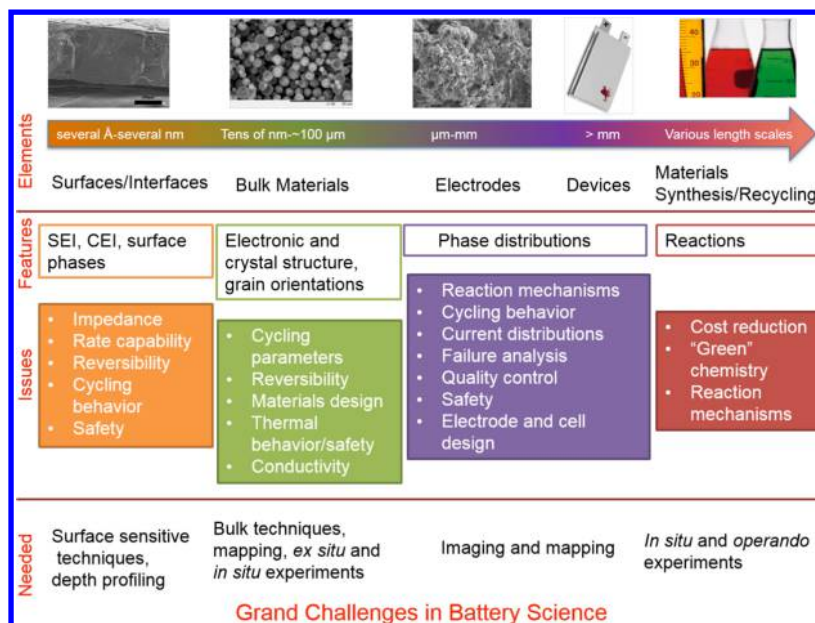 40
30
40
30
20
Elements
several Å-several nm
Tens of nm-~100 µm
µm-mm
> mm
Various length scales
Surfaces/Interfaces
Bulk Materials
Electrodes
Devices
Materials
Synthesis/Recycling
Features
SEI, CEI, surface
phases
Electronic and
crystal structure,
grain orientations
Phase distributions
Reactions
Issues
• Impedance
• Rate capability
• Reversibility
• Cycling
behavior
• Safety
• Cycling
parameters
• Reversibility
• Materials design
• Thermal
behavior/safety
• Conductivity
• Reaction mechanisms
• Cycling behavior
• Current distributions
• Failure analysis
• Quality control
• Safety
• Electrode and cell
design
• Cost reduction
• “Green”
chemistry
• Reaction
mechanisms
Needed
Surface sensitive
techniques,
depth profiling
Bulk techniques,
mapping, ex situ and
in situ experiments
Imaging and mapping
In situ and operando
experiments
Grand Challenges in Battery Science